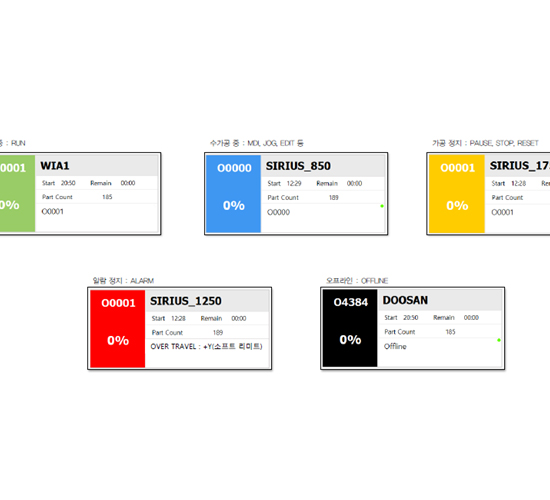 중 : RUN
수가공 중 : MDI, JOG, EDIT 등
가공 정지 : PAUSE, STOP, RESET
O0001
0%
WIA1
Start 20:50 Remain 00:00
Part Count 185
O0001
O0000
0%
SIRIUS_850
Start 12:29 Remain 00:00
Part Count 189
O0000
O0001
0%
SIRIUS_175
Start 12:28 Remain
Part Count
O0001
알람 정지 : ALARM
오프라인 : OFFLINE
O0001
0%
SIRIUS_1250
Start 12:28 Remain 00:00
Part Count 189
OVER TRAVEL : +Y(소프트 리미트)
O4384
0%
DOOSAN
Start 20:50 Remain 00:00
Part Count 185
Offline